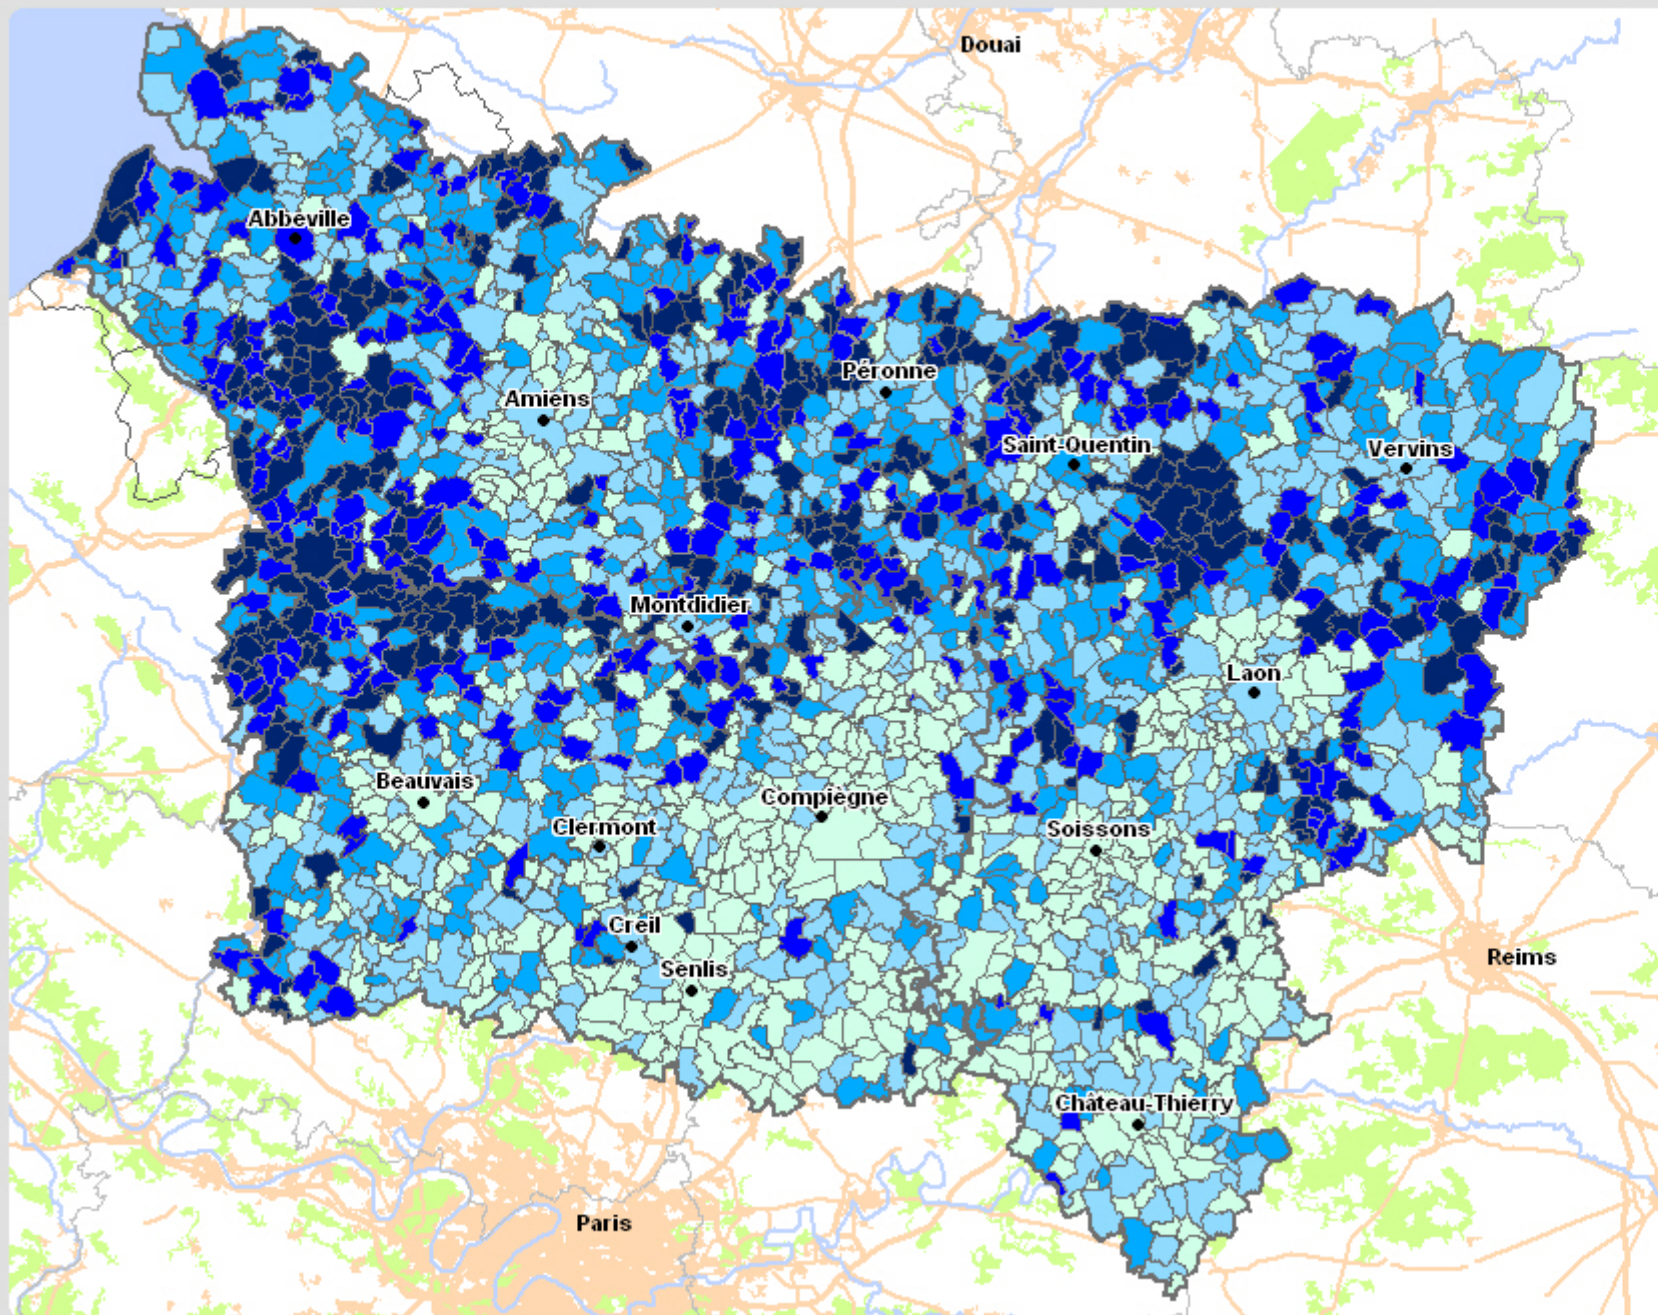 Douai
Abbeville
Péronne
Amiens
Saint-Quentin
Vervins
Montdidier
Laon
Beauvais
Compiègne
Clermont
Soissons
Creil
Reims
Senlis
Château-Thierry
Paris